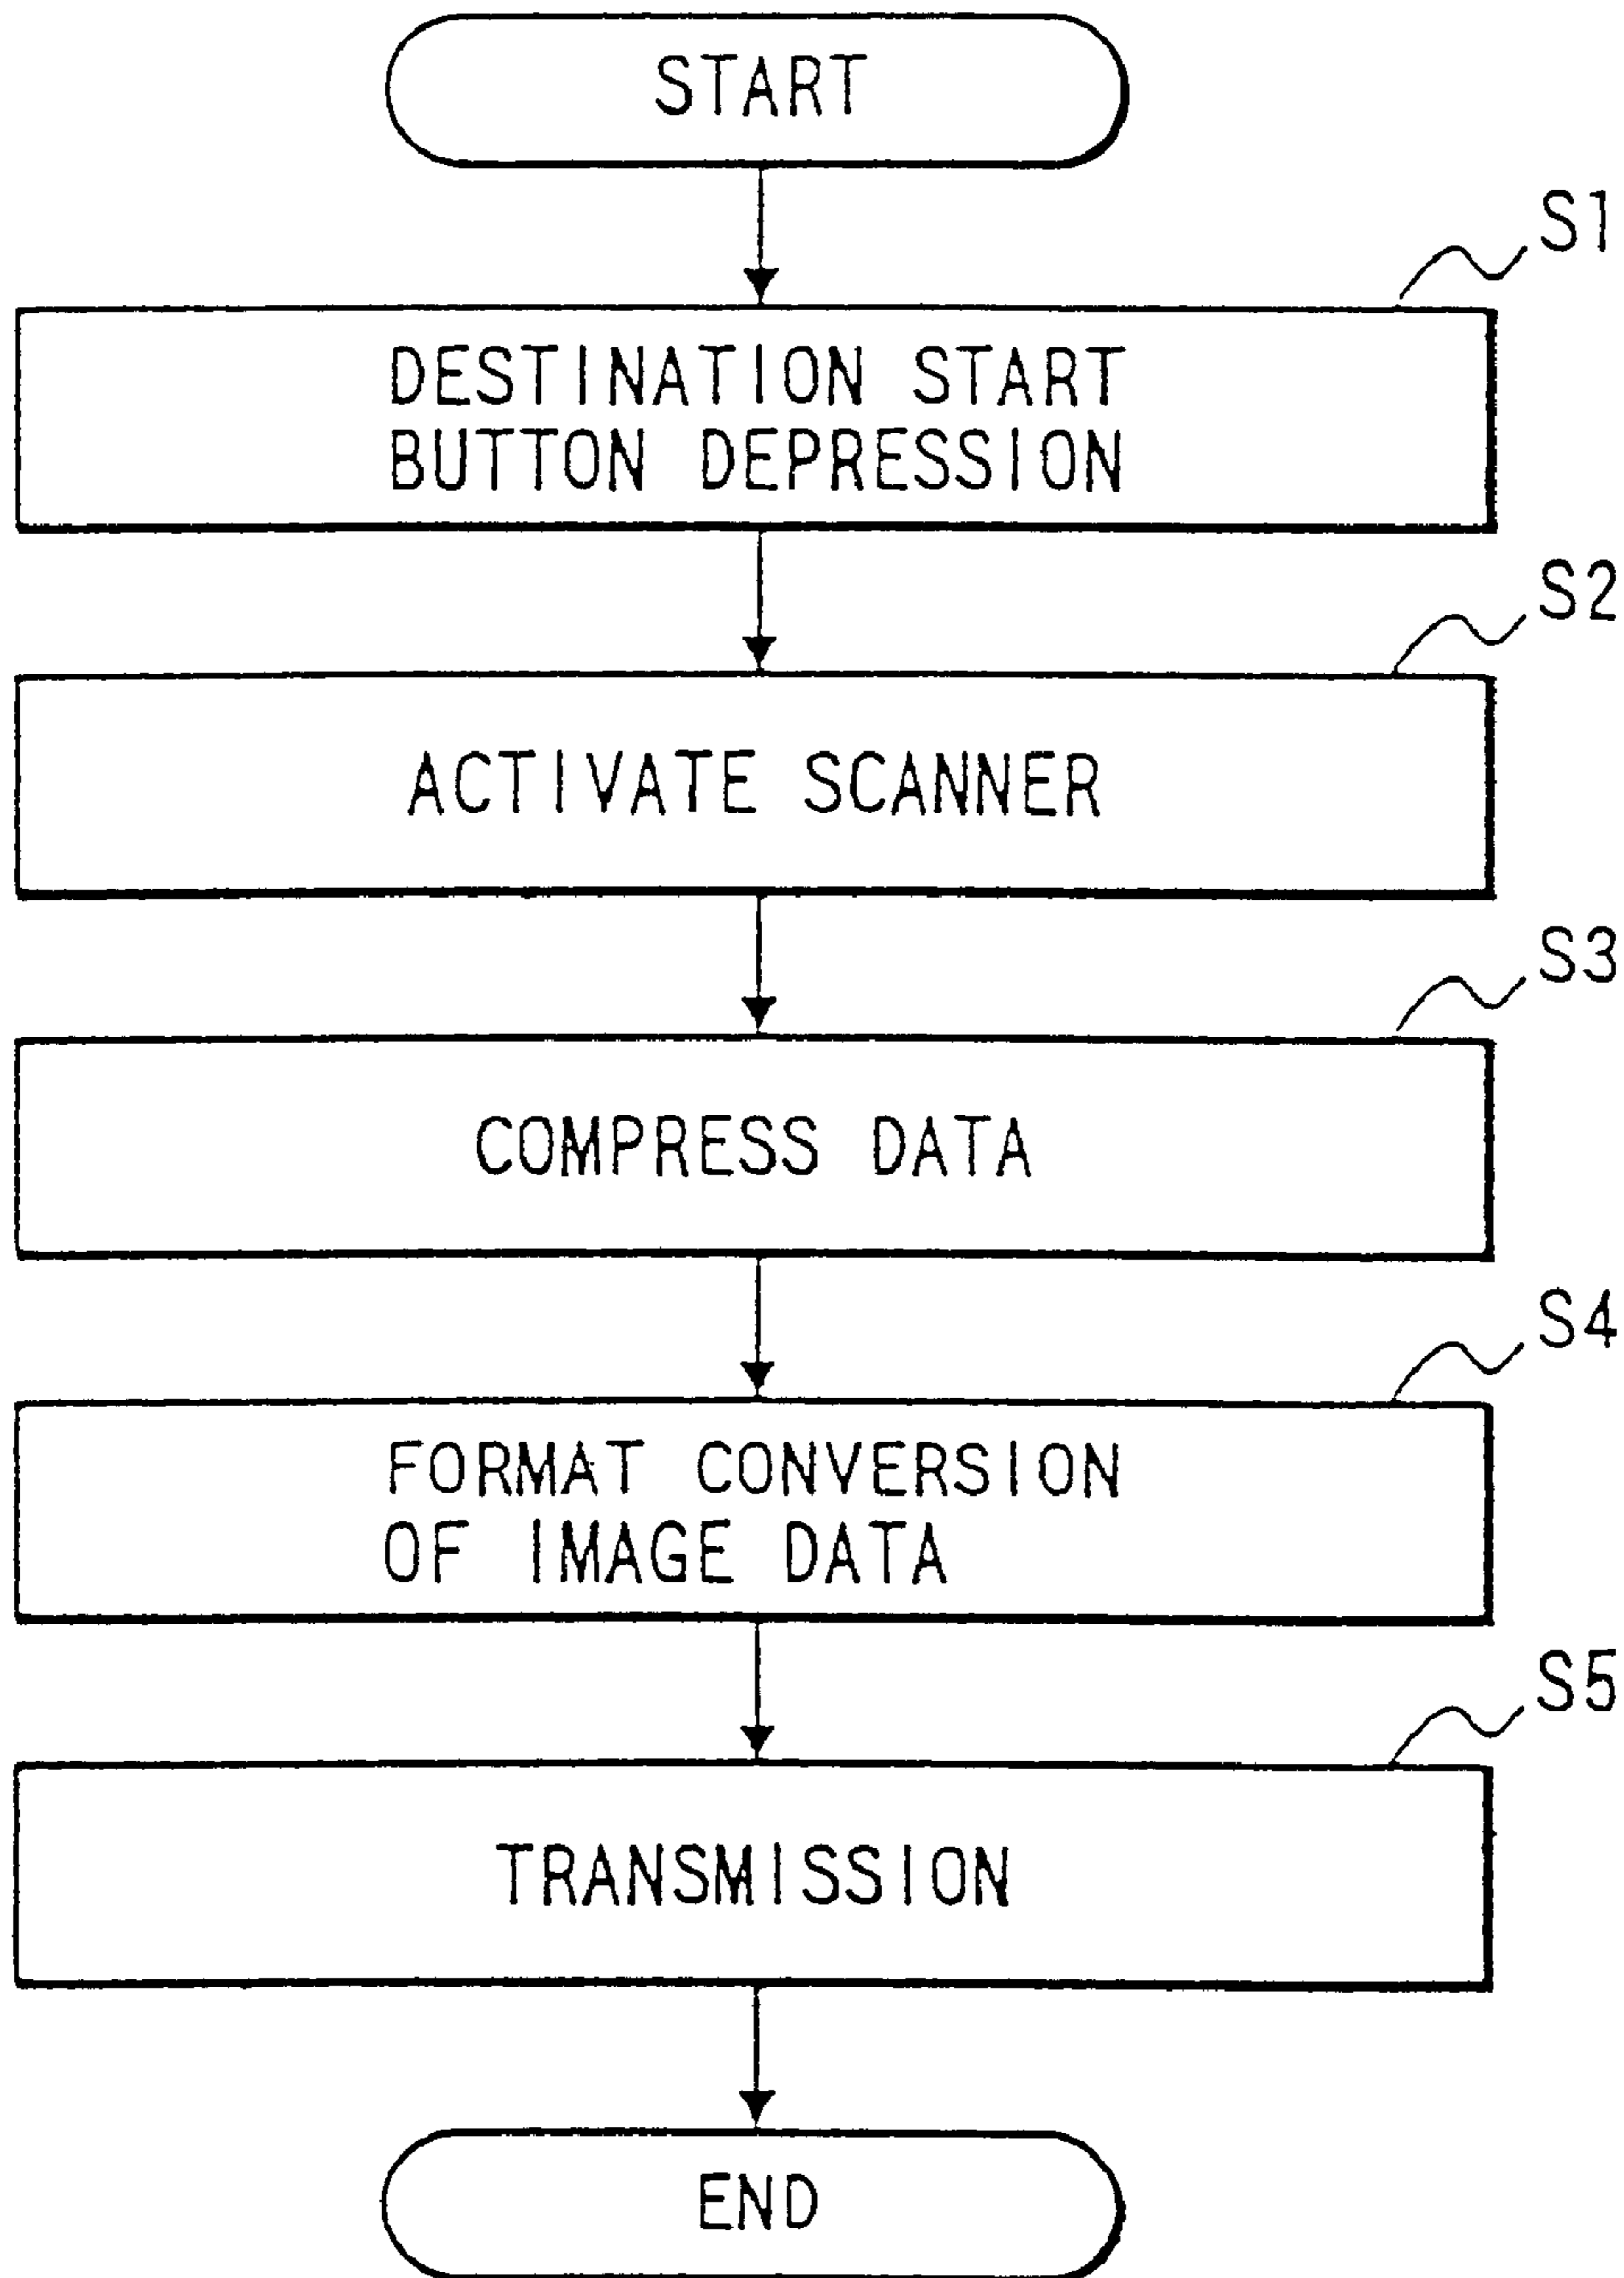 START
S1
DESTINATION START
BUTTON DEPRESSION
S2
ACTIVATE SCANNER
S3
COMPRESS DATA
S4
FORMAT CONVERSION
OF IMAGE DATA
S5
TRANSMISSION
END